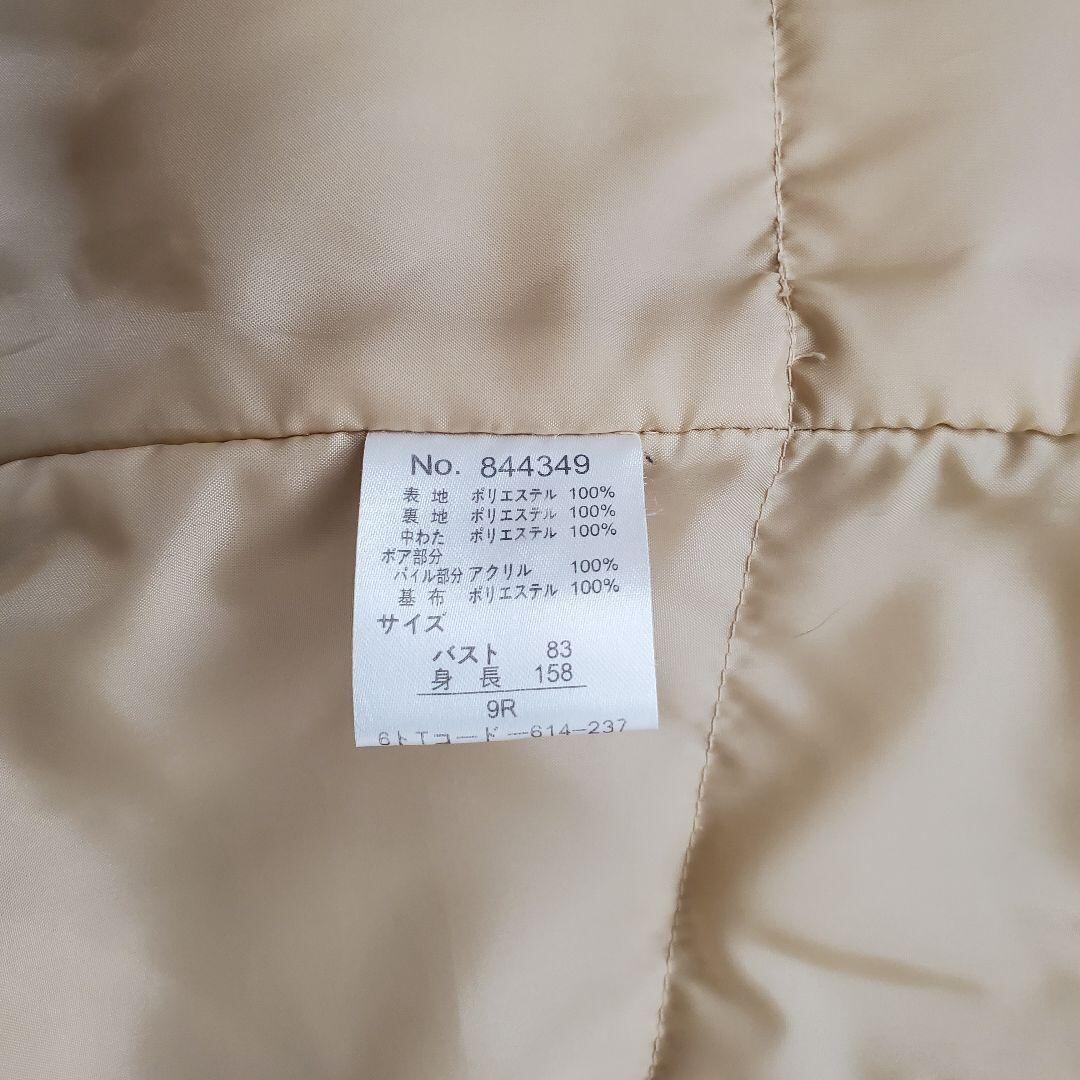 No. 844349
表 地 ポリエステル 100%
裏 地 ポリエステル 100%
中わた ポリエステル 100%
ボア部分
パイル部分 アクリル 100%
基 布 ポリエステル 100%
サイズ
バスト 83
身 長 158
9R
614-237